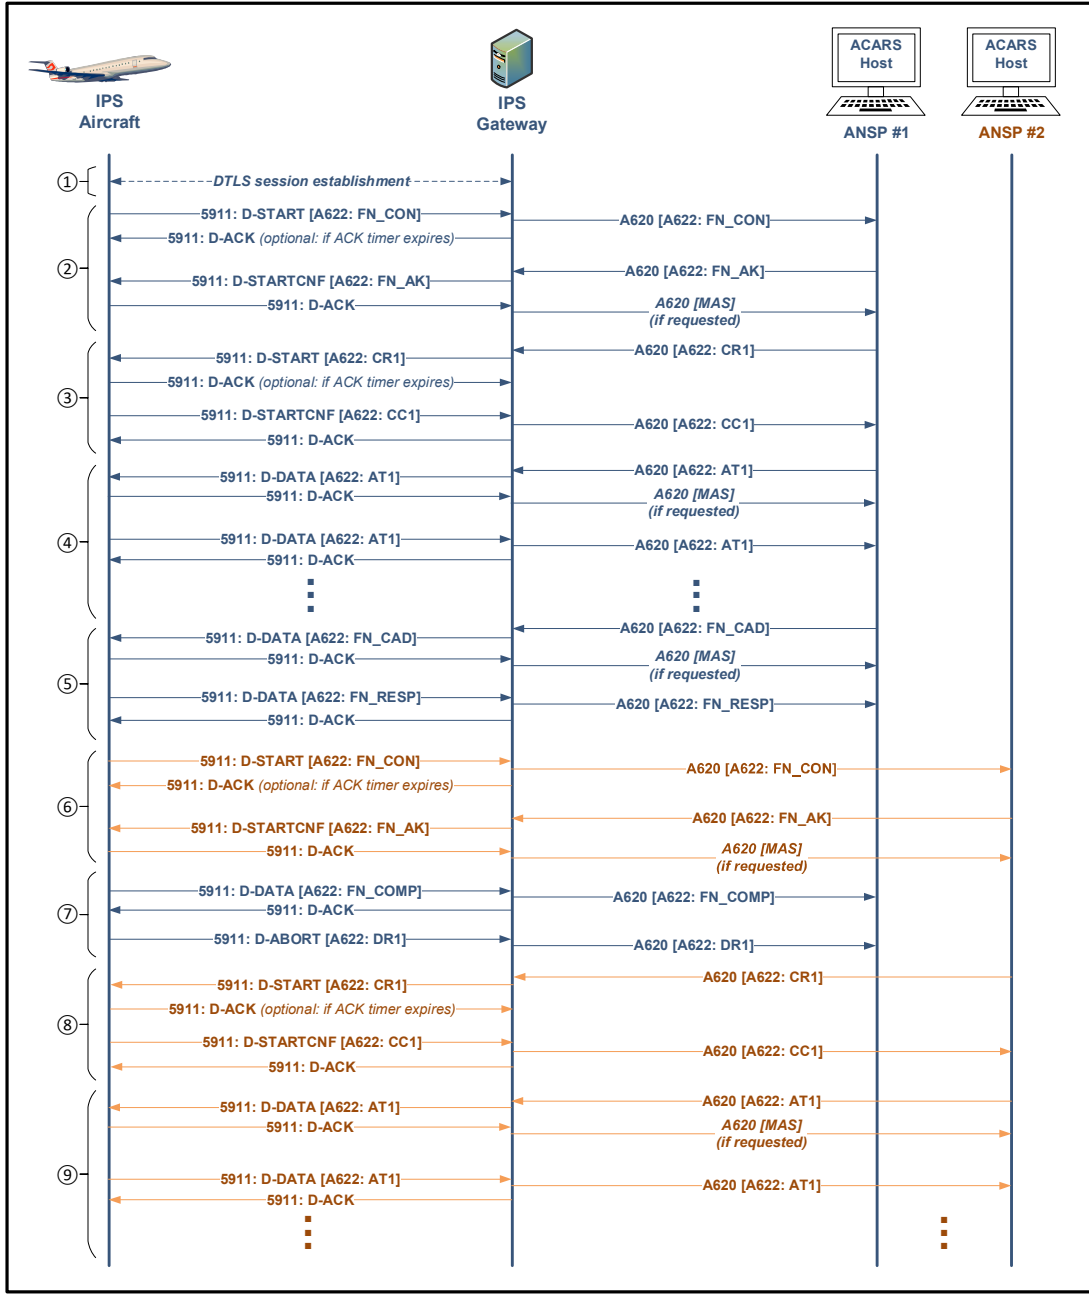 IPS
Aircraft
IPS
Gateway
ACARS
Host
ANSP #1
ACARS
Host
ANSP #2
1
DTLS session establishment
2
5911: D-START [A622: FN_CON]
A620 [A622: FN_CON]
5911: D-ACK (optional: if ACK timer expires)
A620 [A622: FN_AK]
5911: D-STARTCNF [A622: FN_AK]
5911: D-ACK
A620 [MAS]
(if requested)
3
A620 [A622: CR1]
5911: D-START [A622: CR1]
5911: D-ACK (optional: if ACK timer expires)
5911: D-STARTCNF [A622: CC1]
A620 [A622: CC1]
5911: D-ACK
4
A620 [A622: AT1]
5911: D-DATA [A622: AT1]
5911: D-ACK
A620 [MAS]
(if requested)
5911: D-DATA [A622: AT1]
A620 [A622: AT1]
5911: D-ACK
5
A620 [A622: FN_CAD]
5911: D-DATA [A622: FN_CAD]
5911: D-ACK
A620 [MAS]
(if requested)
5911: D-DATA [A622: FN_RESP]
A620 [A622: FN_RESP]
5911: D-ACK
6
5911: D-START [A622: FN_CON]
A620 [A622: FN_CON]
5911: D-ACK (optional: if ACK timer expires)
A620 [A622: FN_AK]
5911: D-STARTCNF [A622: FN_AK]
5911: D-ACK
A620 [MAS]
(if requested)
7
5911: D-DATA [A622: FN_COMP]
A620 [A622: FN_COMP]
5911: D-ACK
5911: D-ABORT [A622: DR1]
A620 [A622: DR1]
8
A620 [A622: CR1]
5911: D-START [A622: CR1]
5911: D-ACK (optional: if ACK timer expires)
5911: D-STARTCNF [A622: CC1]
A620 [A622: CC1]
5911: D-ACK
9
A620 [A622: AT1]
5911: D-DATA [A622: AT1]
5911: D-ACK
A620 [MAS]
(if requested)
5911: D-DATA [A622: AT1]
A620 [A622: AT1]
5911: D-ACK